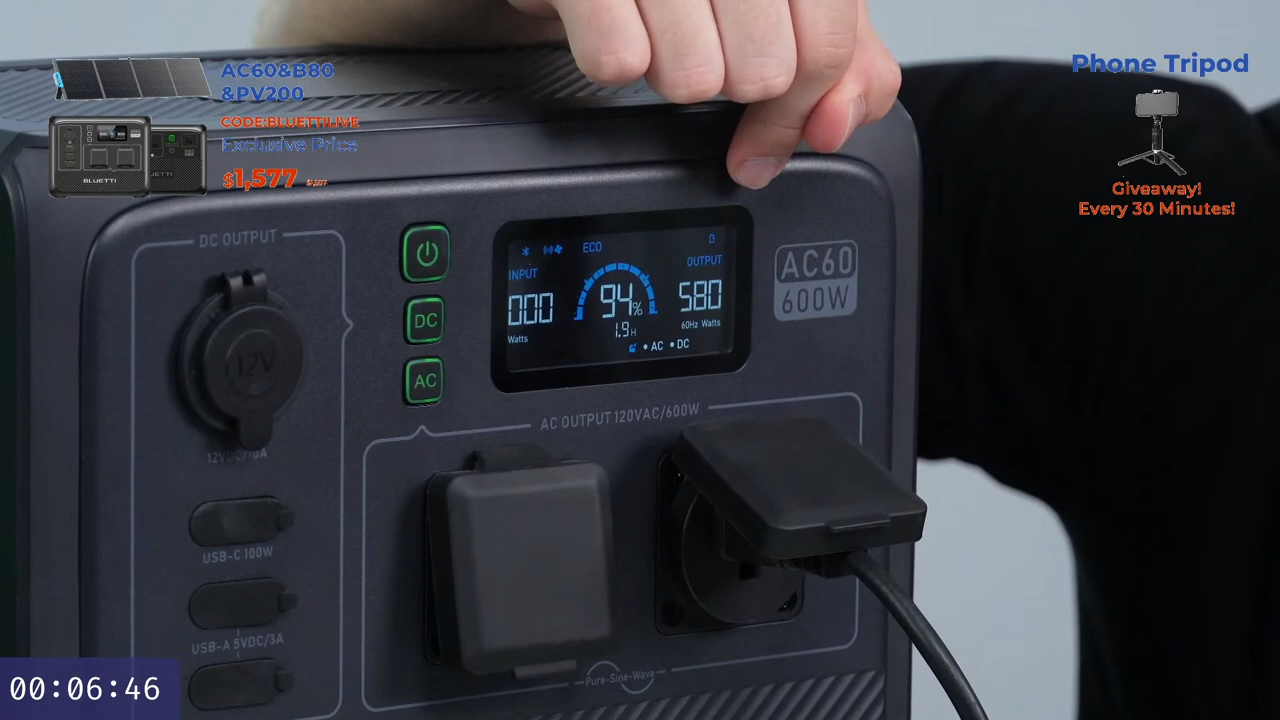 AC60&B80
&PV200
CODE:BLUETTILIVE
Exclusive Price
$1,577
BLUETTI
Phone Tripod
Giveaway!
Every 30 Minutes!
DC OUTPUT
12V
12VDC/10A
USB-C 100W
USB-A 5VDC/3A
DC
AC
ECO
INPUT
000
Watts
94%
1.9H
OUTPUT
580
60Hz Watts
• AC • DC
AC60
600W
AC OUTPUT 120VAC/600W
Pure-Sine-Wave
00:06:46